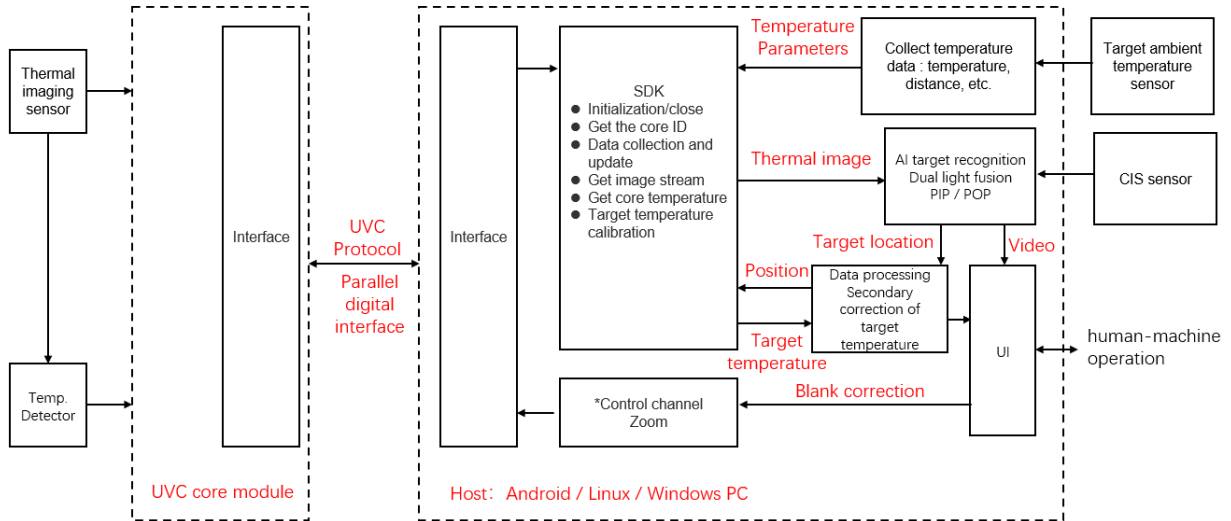 Thermal
imaging
sensor
Temp.
Detector
Interface
UVC core module
UVC
Protocol
Parallel
digital
interface
Interface
SDK
● Initialization/close
● Get the core ID
● Data collection and
update
● Get image stream
● Get core temperature
● Target temperature
calibration
*Control channel
Zoom
Temperature
Parameters
Collect temperature
data : temperature,
distance, etc.
Target ambient
temperature
sensor
Thermal image
AI target recognition
Dual light fusion
PIP / POP
CIS sensor
Target location
Video
Position
Data processing
Secondary
correction of
target
temperature
Target
temperature
UI
human-machine
operation
Blank correction
Host: Android / Linux / Windows PC